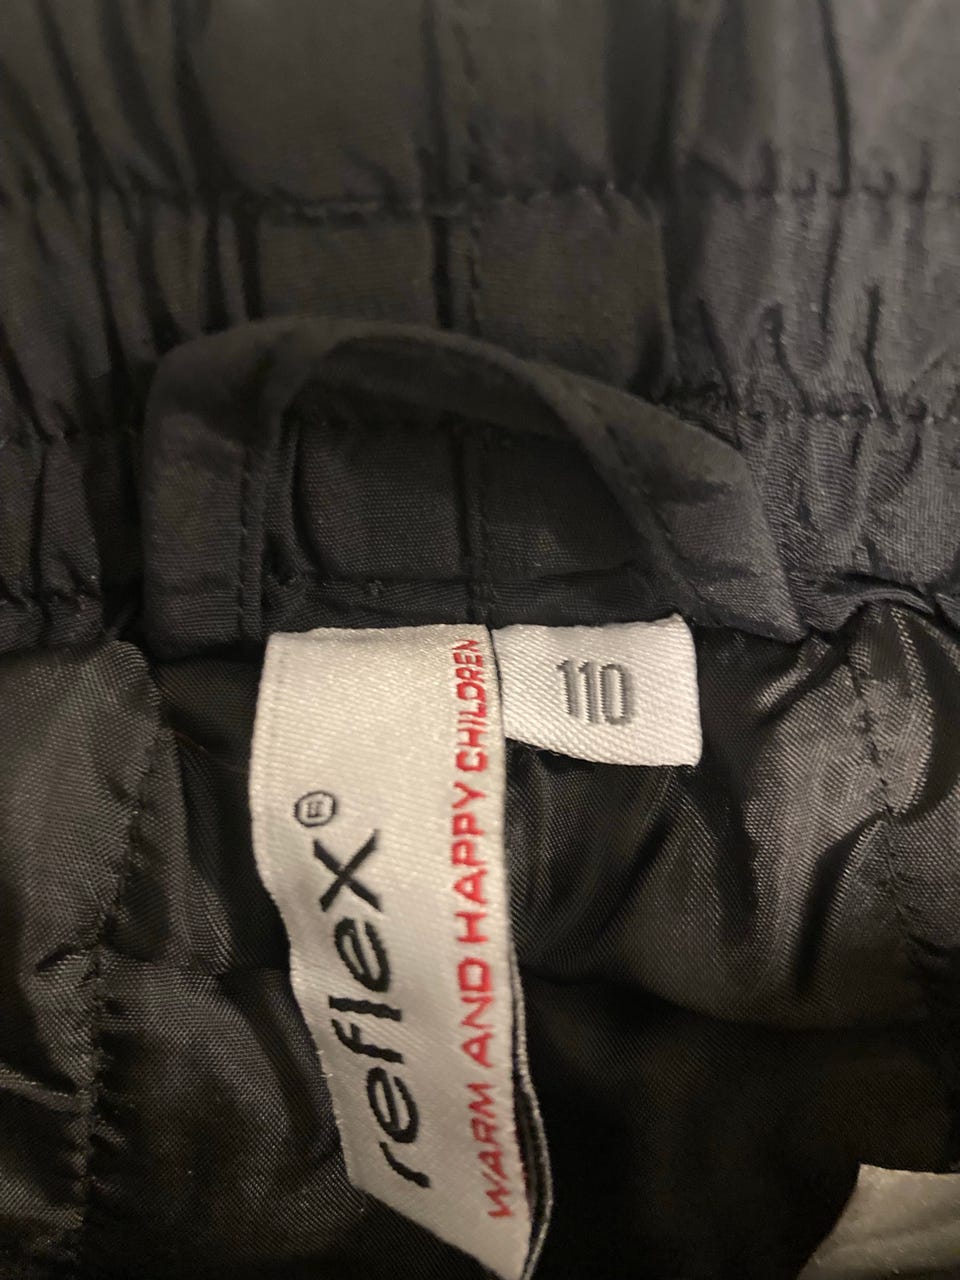 reflex®
WARM AND HAPPY CHILDREN
110